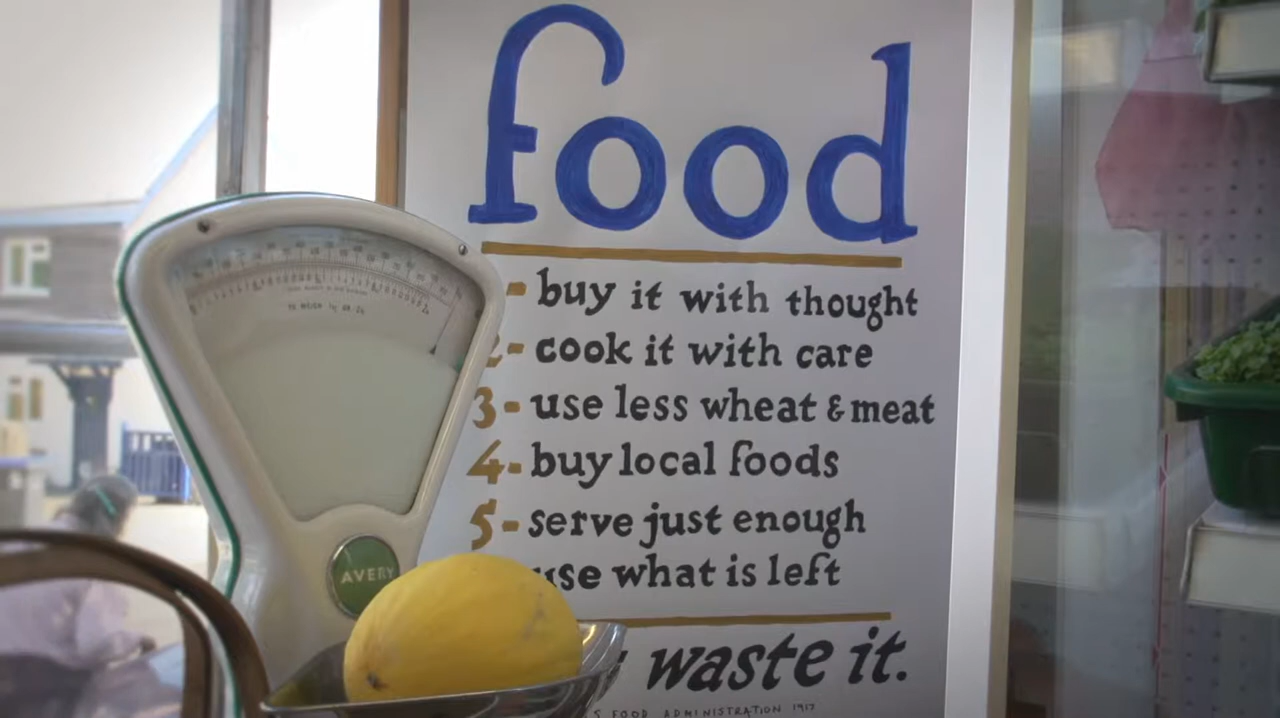 food
- buy it with thought
2- cook it with care
3- use less wheat & meat
4- buy local foods
5- serve just enough
use what is left
waste it.
FOOD ADMINISTRATION 1917
AVERY